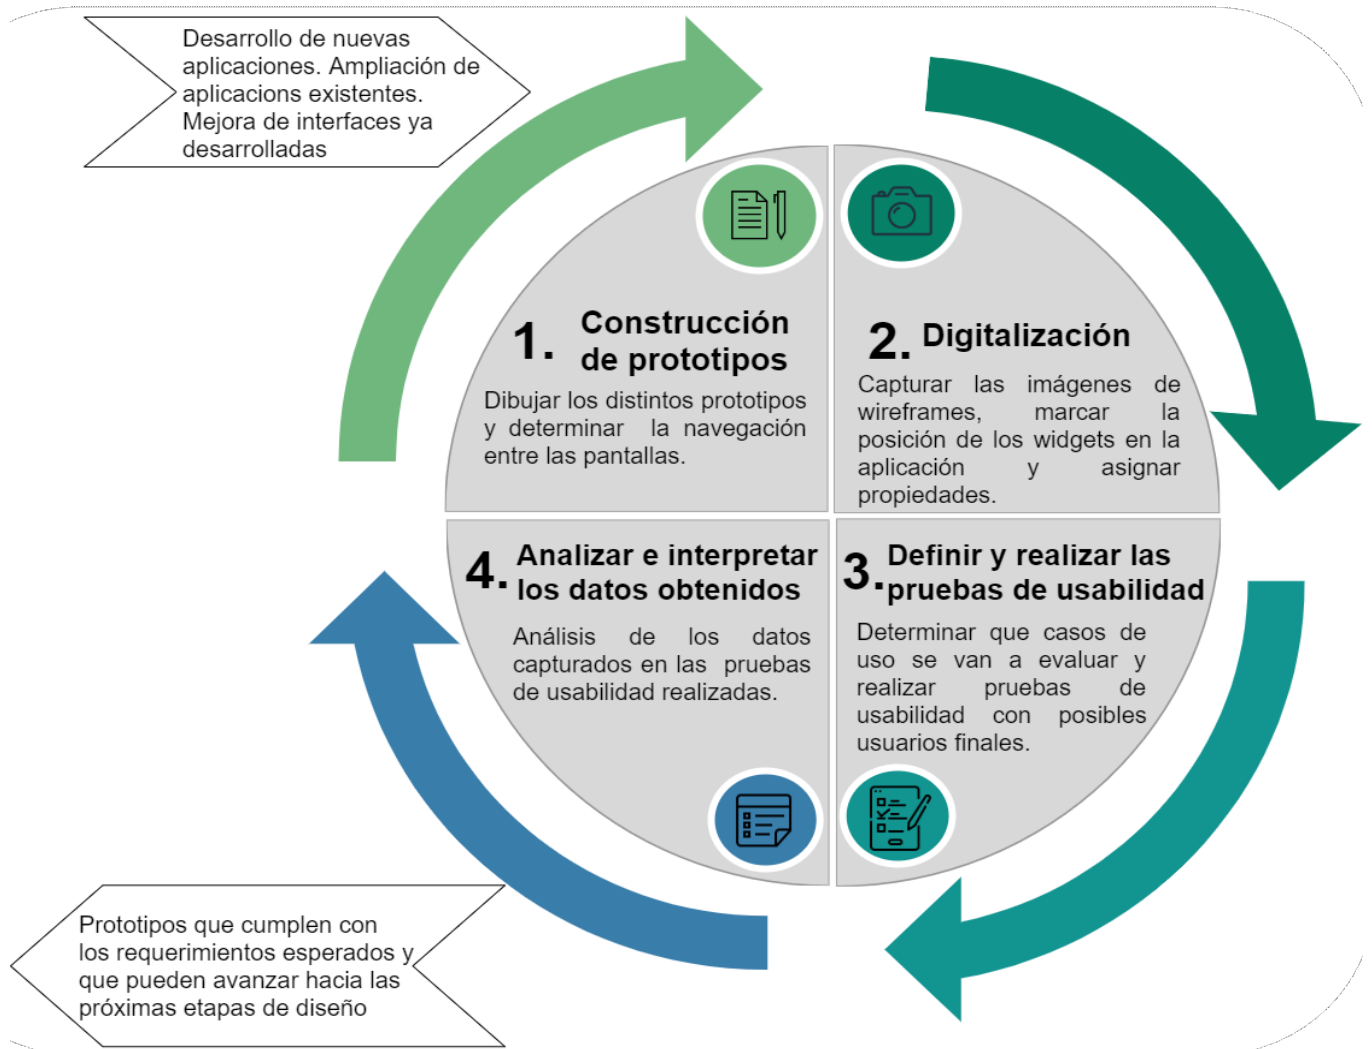 Desarrollo de nuevas
aplicaciones. Ampliación de
aplicacions existentes.
Mejora de interfaces ya
desarrolladas
1. Construcción
de prototipos
Dibujar los distintos prototipos
y determinar la navegación
entre las pantallas.
2. Digitalización
Capturar las imágenes de
wireframes, marcar la
posición de los widgets en la
aplicación y asignar
propiedades.
3. Definir y realizar las
pruebas de usabilidad
Determinar que casos de
uso se van a evaluar y
realizar pruebas de
usabilidad con posibles
usuarios finales.
4. Analizar e interpretar
los datos obtenidos
Análisis de los datos
capturados en las pruebas
de usabilidad realizadas.
Prototipos que cumplen con
los requerimientos esperados y
que pueden avanzar hacia las
próximas etapas de diseño